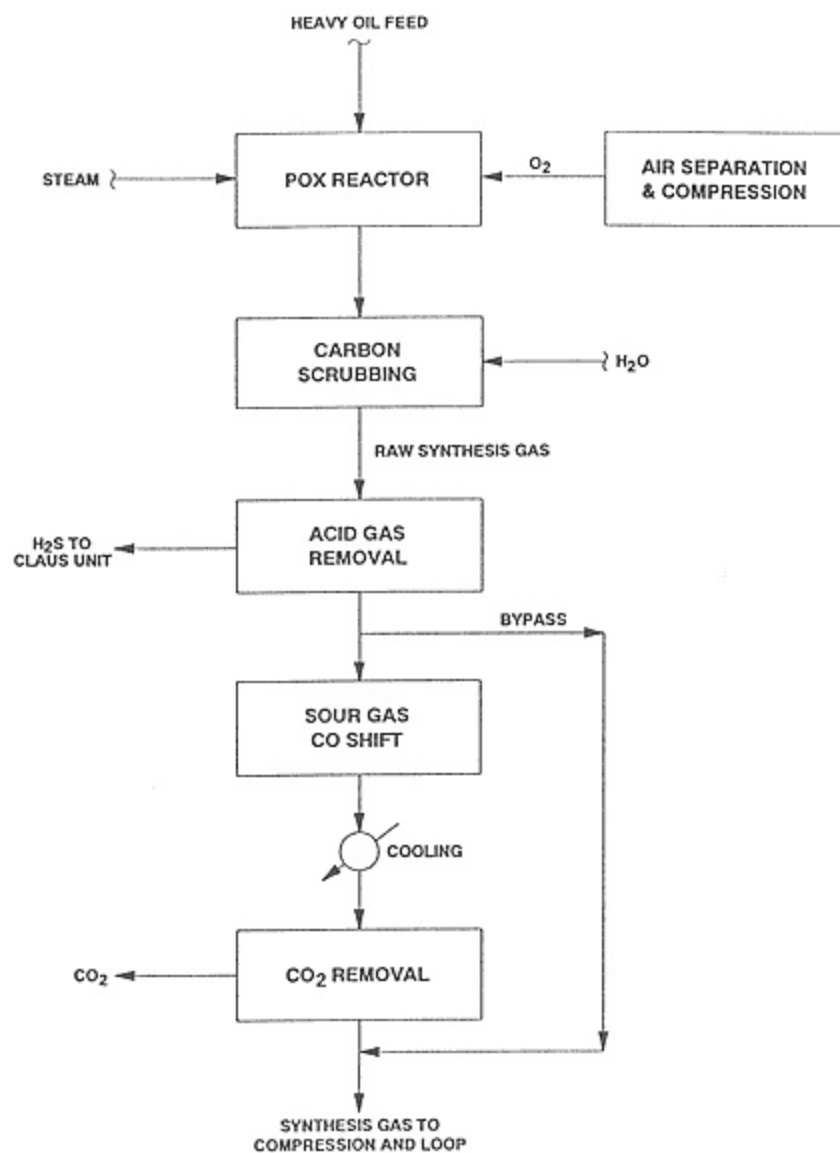 HEAVY OIL FEED
STEAM
POX REACTOR
O₂
AIR SEPARATION
& COMPRESSION
CARBON
SCRUBBING
H₂O
RAW SYNTHESIS GAS
ACID GAS
REMOVAL
H₂S TO
CLAUS UNIT
BYPASS
SOUR GAS
CO SHIFT
COOLING
CO₂ REMOVAL
CO₂
SYNTHESIS GAS TO
COMPRESSION AND LOOP